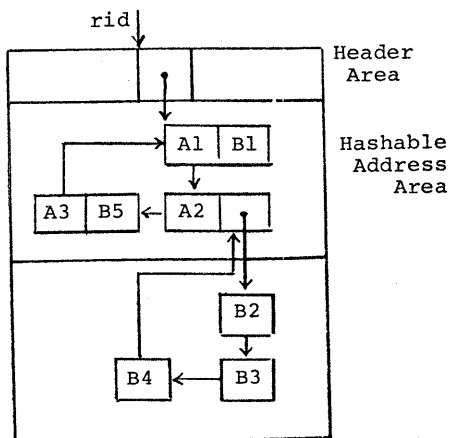 rid
Header
Area
A1 B1
Hashable
Address
Area
A3 B5 A2
B2
B4 B3